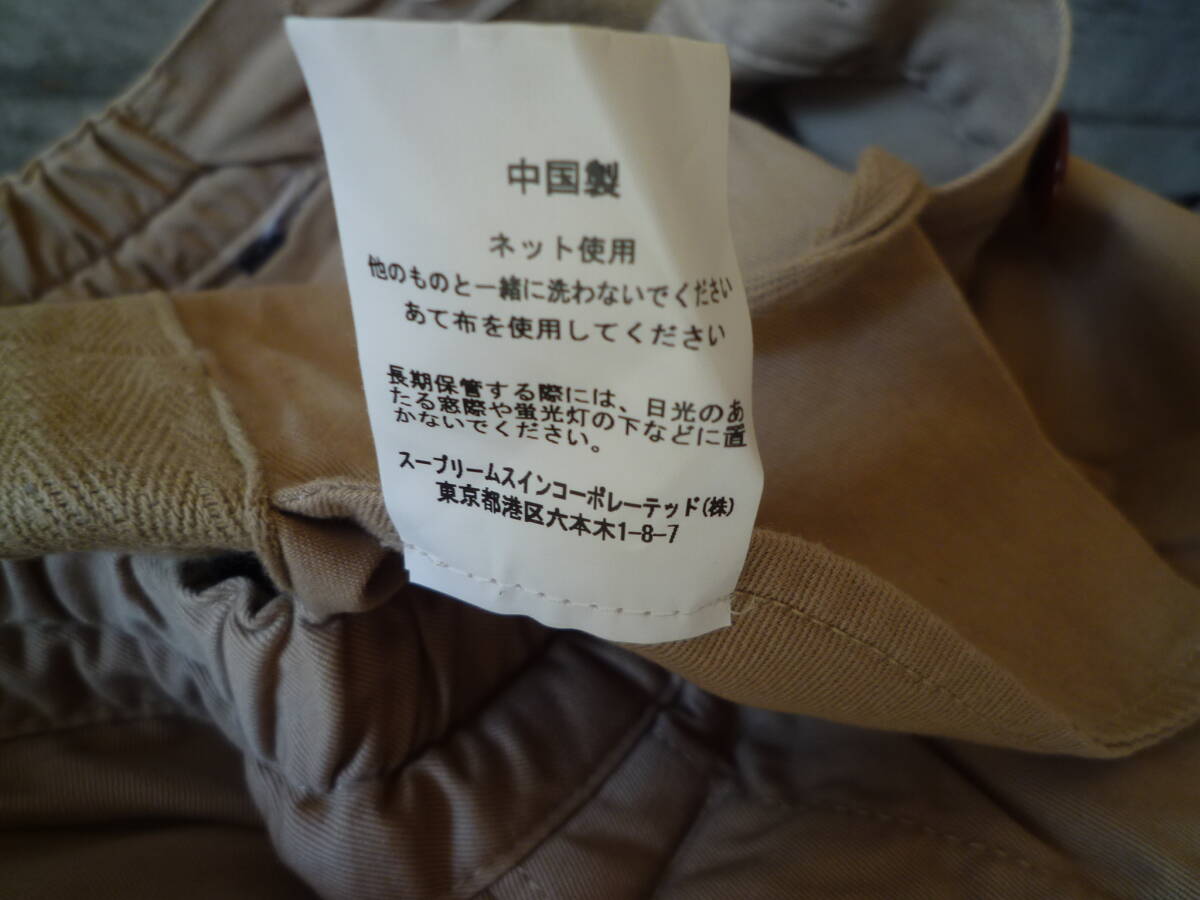 中国製
ネット使用
他のものと一緒に洗わないでください
あて布を使用してください
長期保管する際には、日光のあ
たる窓際や蛍光灯の下などに置
かないでください。
スープリームスインコーポレーテッド(株)
東京都港区六本木1-8-7